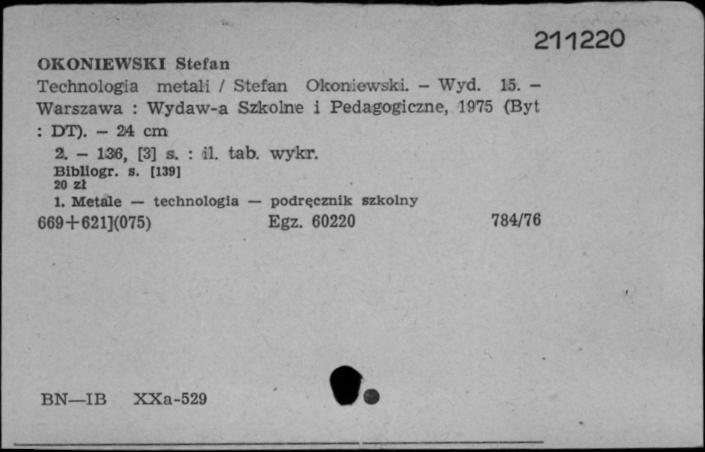 211220
OKONIEWSKI Stefan
Technologia metali / Stefan Okoniewski. — Wyd. 15. —
Warszawa : Wydaw-a Szkolne i Pedagogiczne, 1975 (Byt
: DT). — 24 cm
2. — 136, [3] s. : il. tab. wykr.
Bibliogr. s. [139]
20 zł
1. Metale — technologia — podręcznik szkolny
669+621](075) Egz. 60220 784/76
BN—IB XXa-529